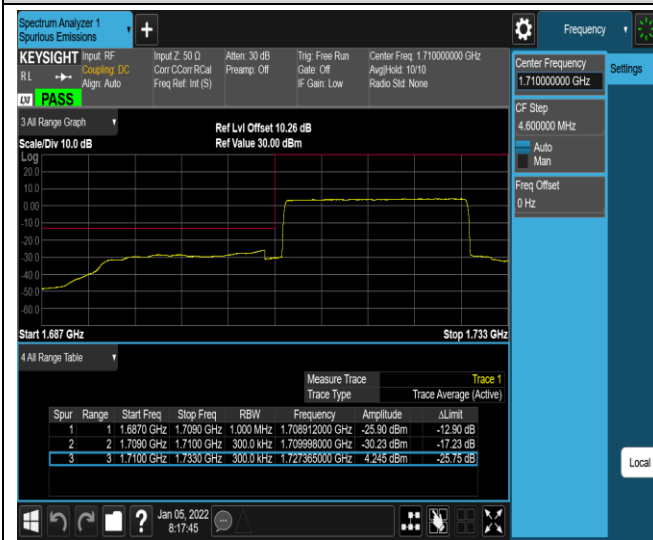 Spectrum Analyzer 1
Spurious Emissions
+
Frequency
KEYSIGHT
R L
LXI
PASS
Input: RF
Coupling: DC
Align: Auto
Input Z: 50 Ω
Corr CCorr RCal
Freq Ref: Int (S)
Atten: 30 dB
Preamp: Off
Trig: Free Run
Gate: Off
IF Gain: Low
Center Freq: 1.710000000 GHz
Avg|Hold: 10/10
Radio Std: None
Center Frequency
1.710000000 GHz
Settings
CF Step
4.600000 MHz
Auto
Man
Freq Offset
0 Hz
3 All Range Graph
Scale/Div 10.0 dB
Ref Lvl Offset 10.26 dB
Ref Value 30.00 dBm
Log
20.0
10.0
0.00
-10.0
-20.0
-30.0
-40.0
-50.0
-60.0
Start 1.687 GHz
Stop 1.733 GHz
4 All Range Table
Measure Trace Trace 1
Trace Type Trace Average (Active)
Spur Range Start Freq Stop Freq RBW Frequency Amplitude ΔLimit
1 1 1.6870 GHz 1.7090 GHz 1.000 MHz 1.708912000 GHz -25.90 dBm -12.90 dB
2 2 1.7090 GHz 1.7100 GHz 300.0 kHz 1.709998000 GHz -30.23 dBm -17.23 dB
3 3 1.7100 GHz 1.7330 GHz 300.0 kHz 1.727365000 GHz 4.245 dBm -25.75 dB
Local
?
Jan 05, 2022
8:17:45